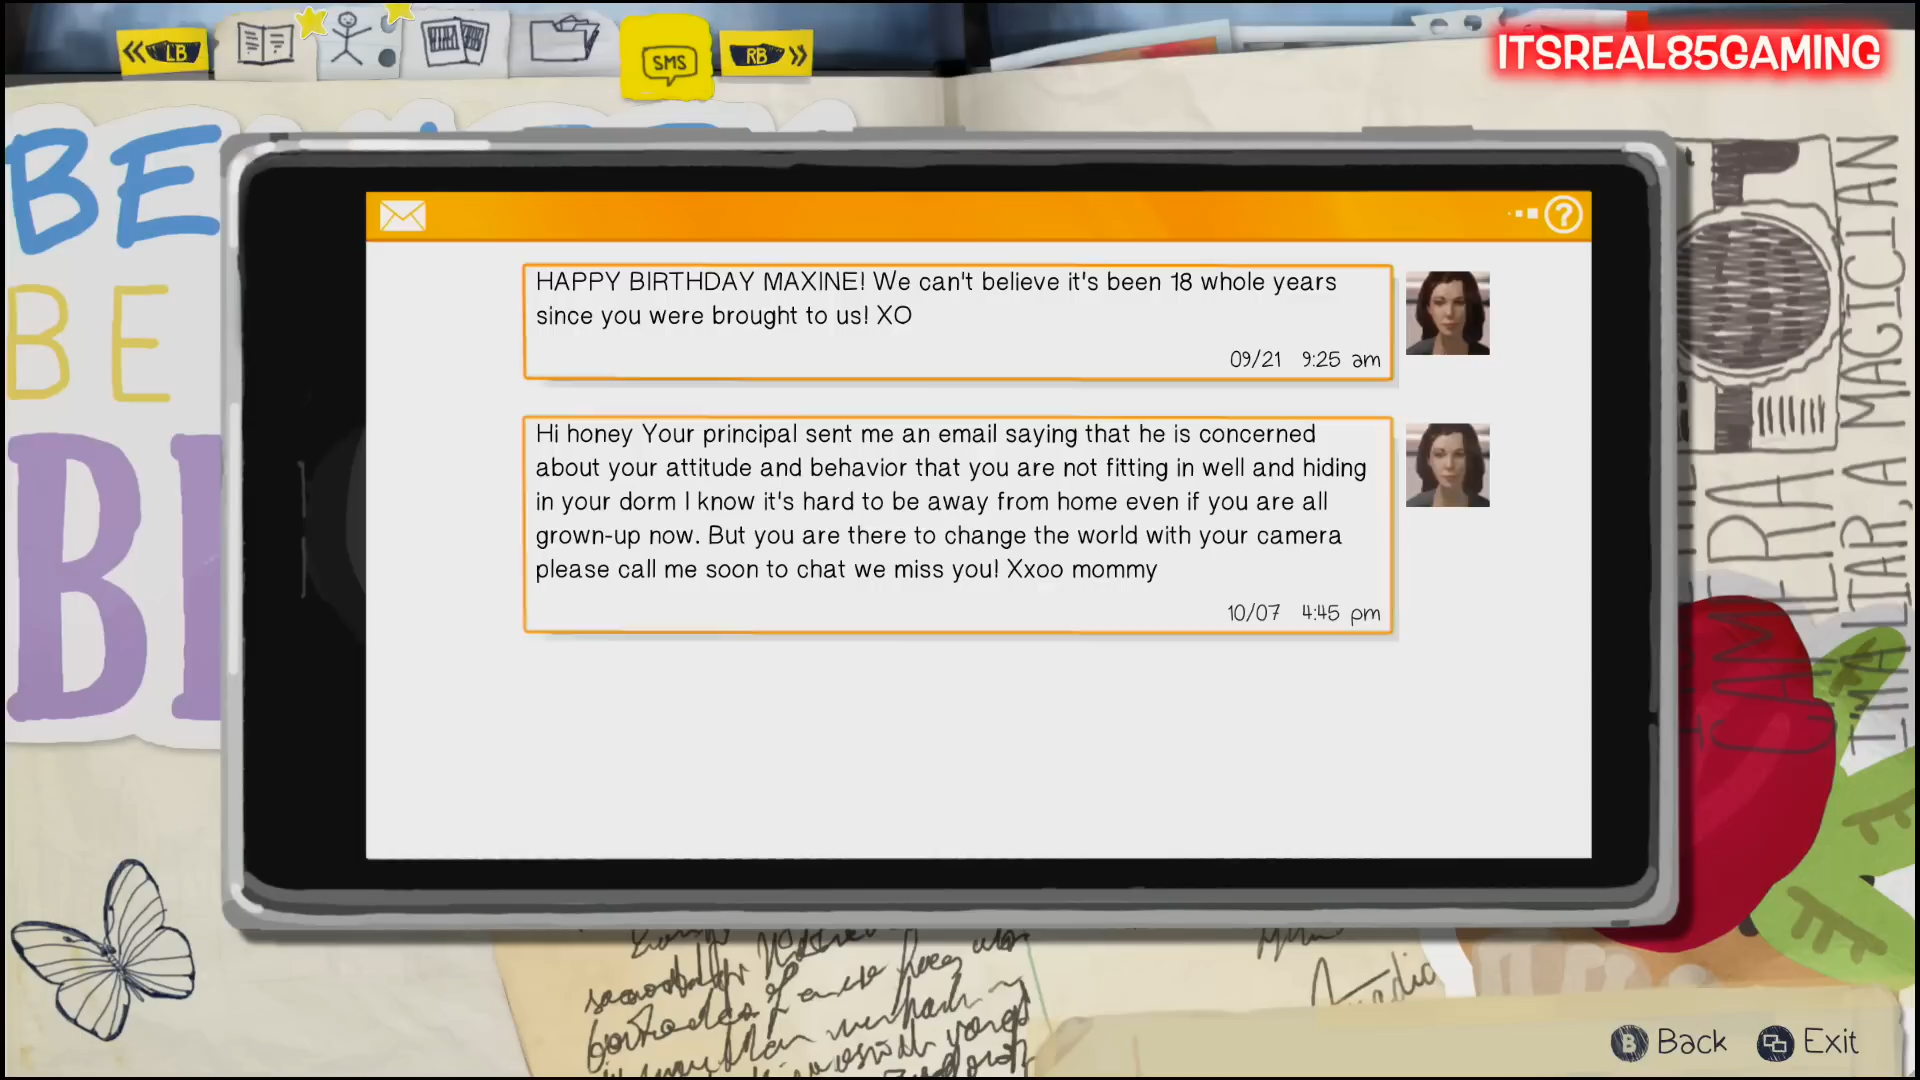 LB
SMS
RB
ITSREAL85GAMING
BE
BE
HAPPY BIRTHDAY MAXINE! We can't believe it's been 18 whole years
since you were brought to us! XO
09/21 9:25 am
Hi honey Your principal sent me an email saying that he is concerned
about your attitude and behavior that you are not fitting in well and hiding
in your dorm I know it's hard to be away from home even if you are all
grown-up now. But you are there to change the world with your camera
please call me soon to chat we miss you! Xxoo mommy
10/07 4:45 pm
CAMERA
I'M A LIAR, A MAGICIAN
B Back
Exit